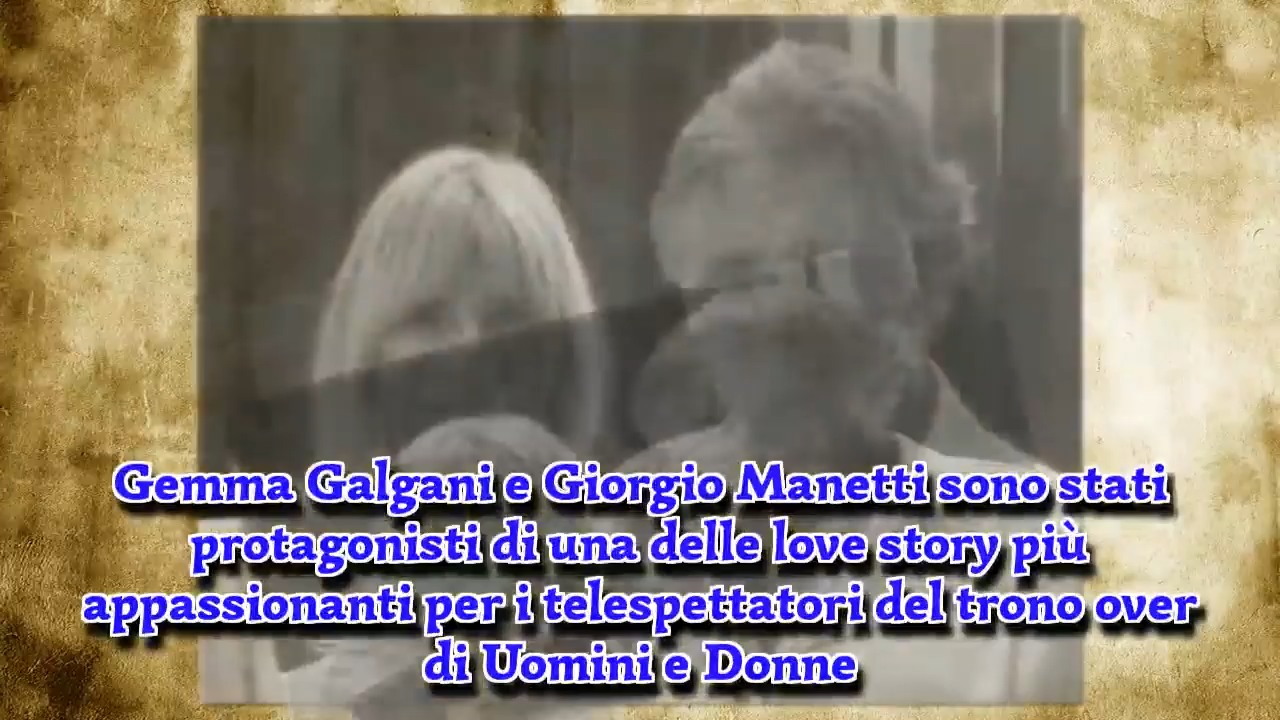 Gemma Galgani e Giorgio Manetti sono stati
protagonisti di una delle love story più
appassionanti per i telespettatori del trono over
di Uomini e Donne